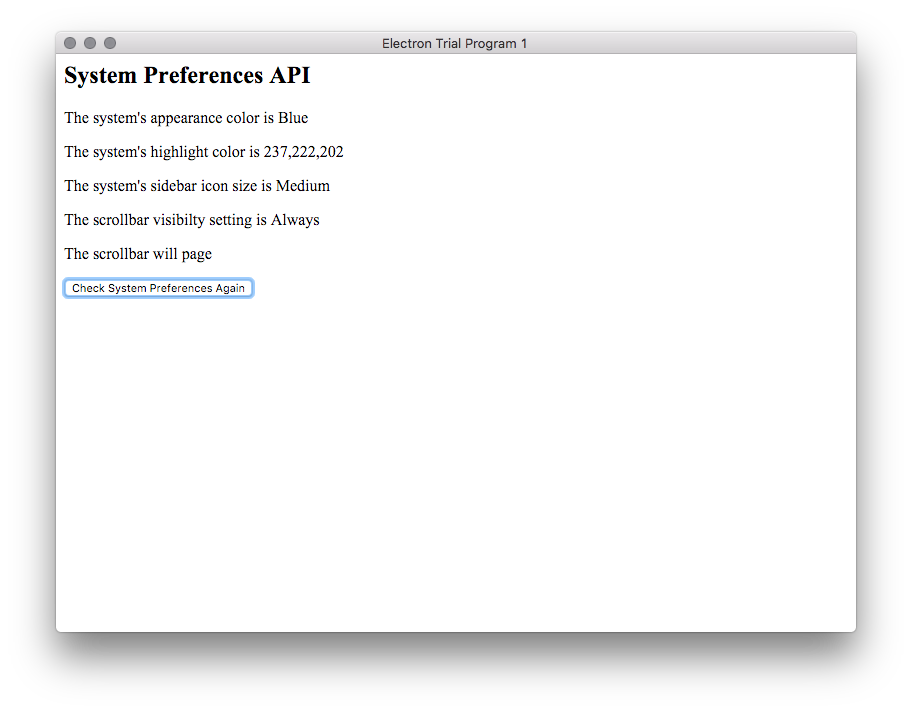 Electron Trial Program 1
System Preferences API
The system's appearance color is Blue
The system's highlight color is 237,222,202
The system's sidebar icon size is Medium
The scrollbar visibilty setting is Always
The scrollbar will page
Check System Preferences Again